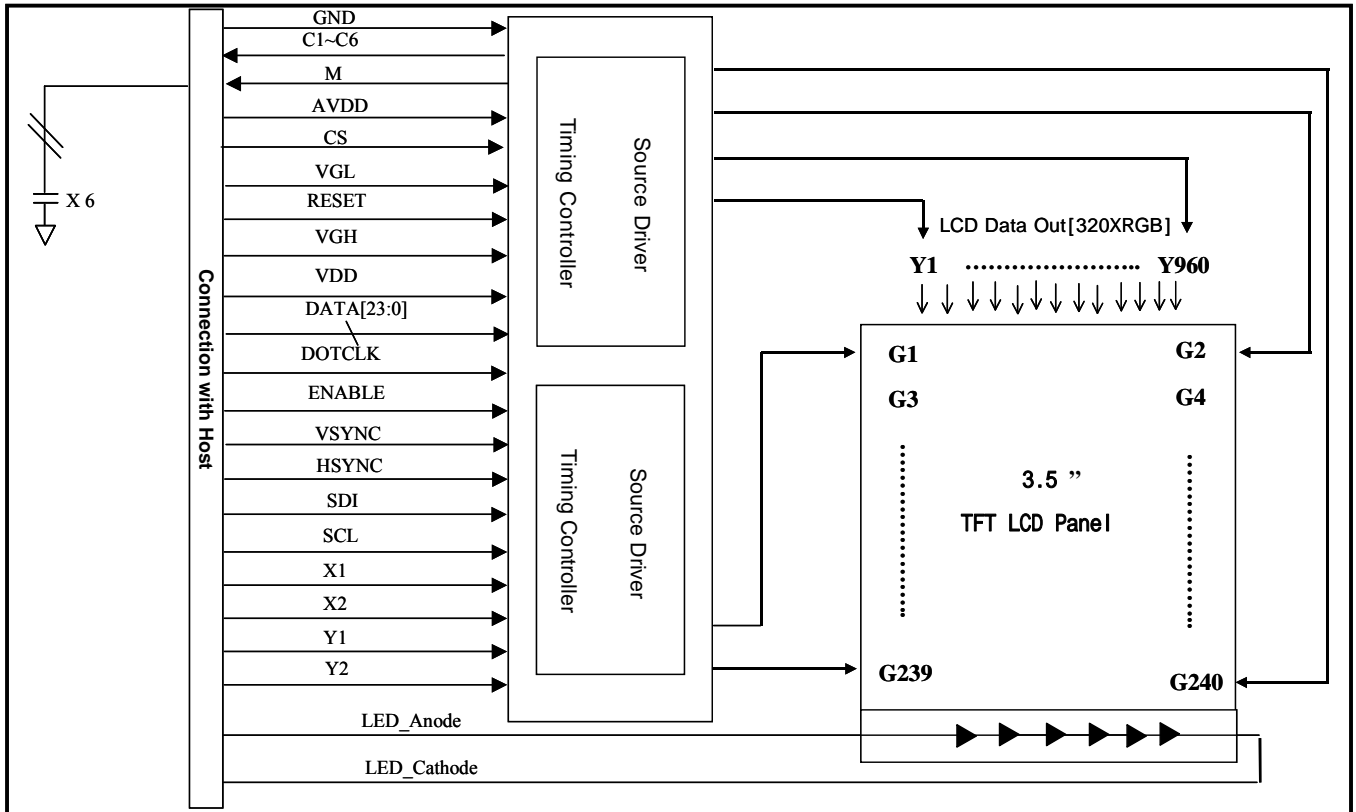 GND
C1~C6
M
AVDD
CS
VGL
RESET
VGH
VDD
DATA[23:0]
DOTCLK
ENABLE
VSYNC
HSYNC
SDI
SCL
X1
X2
Y1
Y2
LED_Anode
LED_Cathode
X 6
Connection with Host
Source Driver
Timing Controller
Source Driver
Timing Controller
LCD Data Out[320XRGB]
Y1 ........................ Y960
G1 G2
G3 G4
3.5 ”
TFT LCD Panel
G239 G240